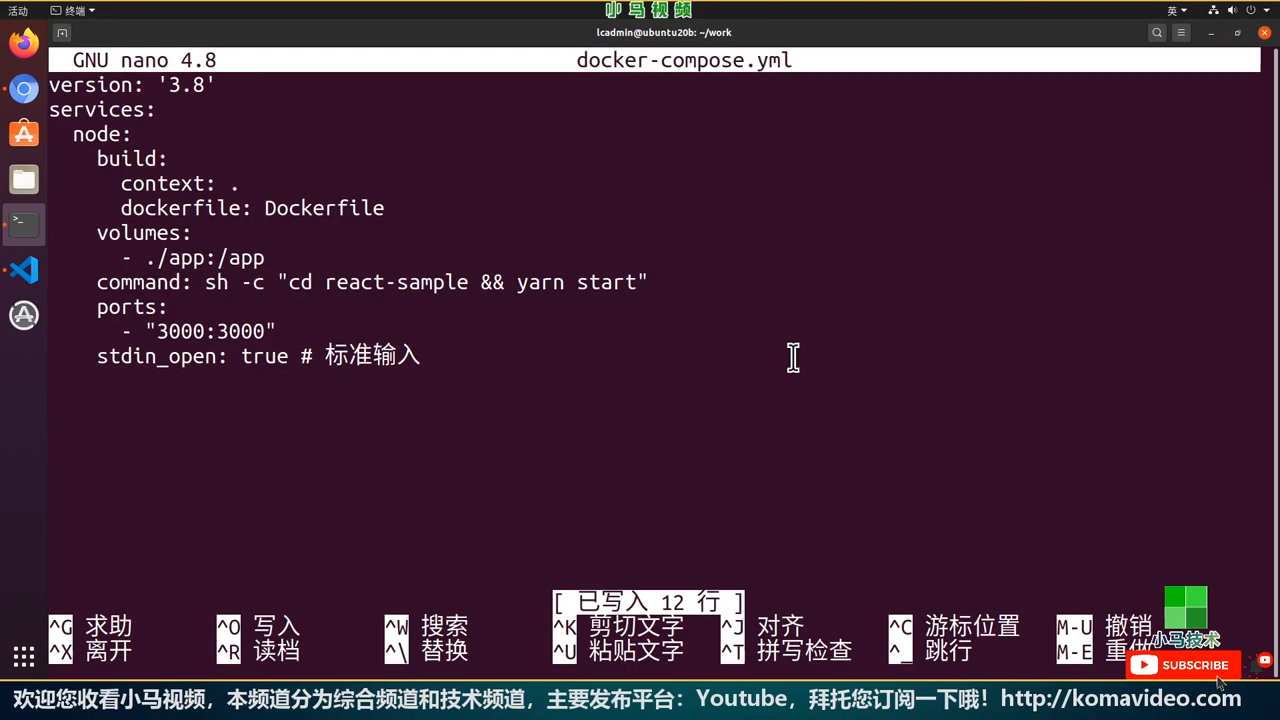 小马视频
活动 终端 英
lcadmin@ubuntu20b: ~/work
GNU nano 4.8 docker-compose.yml
version: '3.8'
services:
  node:
    build:
      context: .
      dockerfile: Dockerfile
    volumes:
      - ./app:/app
    command: sh -c "cd react-sample && yarn start"
    ports:
      - "3000:3000"
    stdin_open: true # 标准输入
[ 已写入 12 行 ]
^G 求助 ^O 写入 ^W 搜索 ^K 剪切文字 ^J 对齐 ^C 游标位置 M-U 撤销
^X 离开 ^R 读档 ^\ 替换 ^U 粘贴文字 ^T 拼写检查 ^_ 跳行 M-E 重做
小马技术
SUBSCRIBE
欢迎您收看小马视频，本频道分为综合频道和技术频道，主要发布平台：Youtube，拜托您订阅一下哦！http://komavideo.com